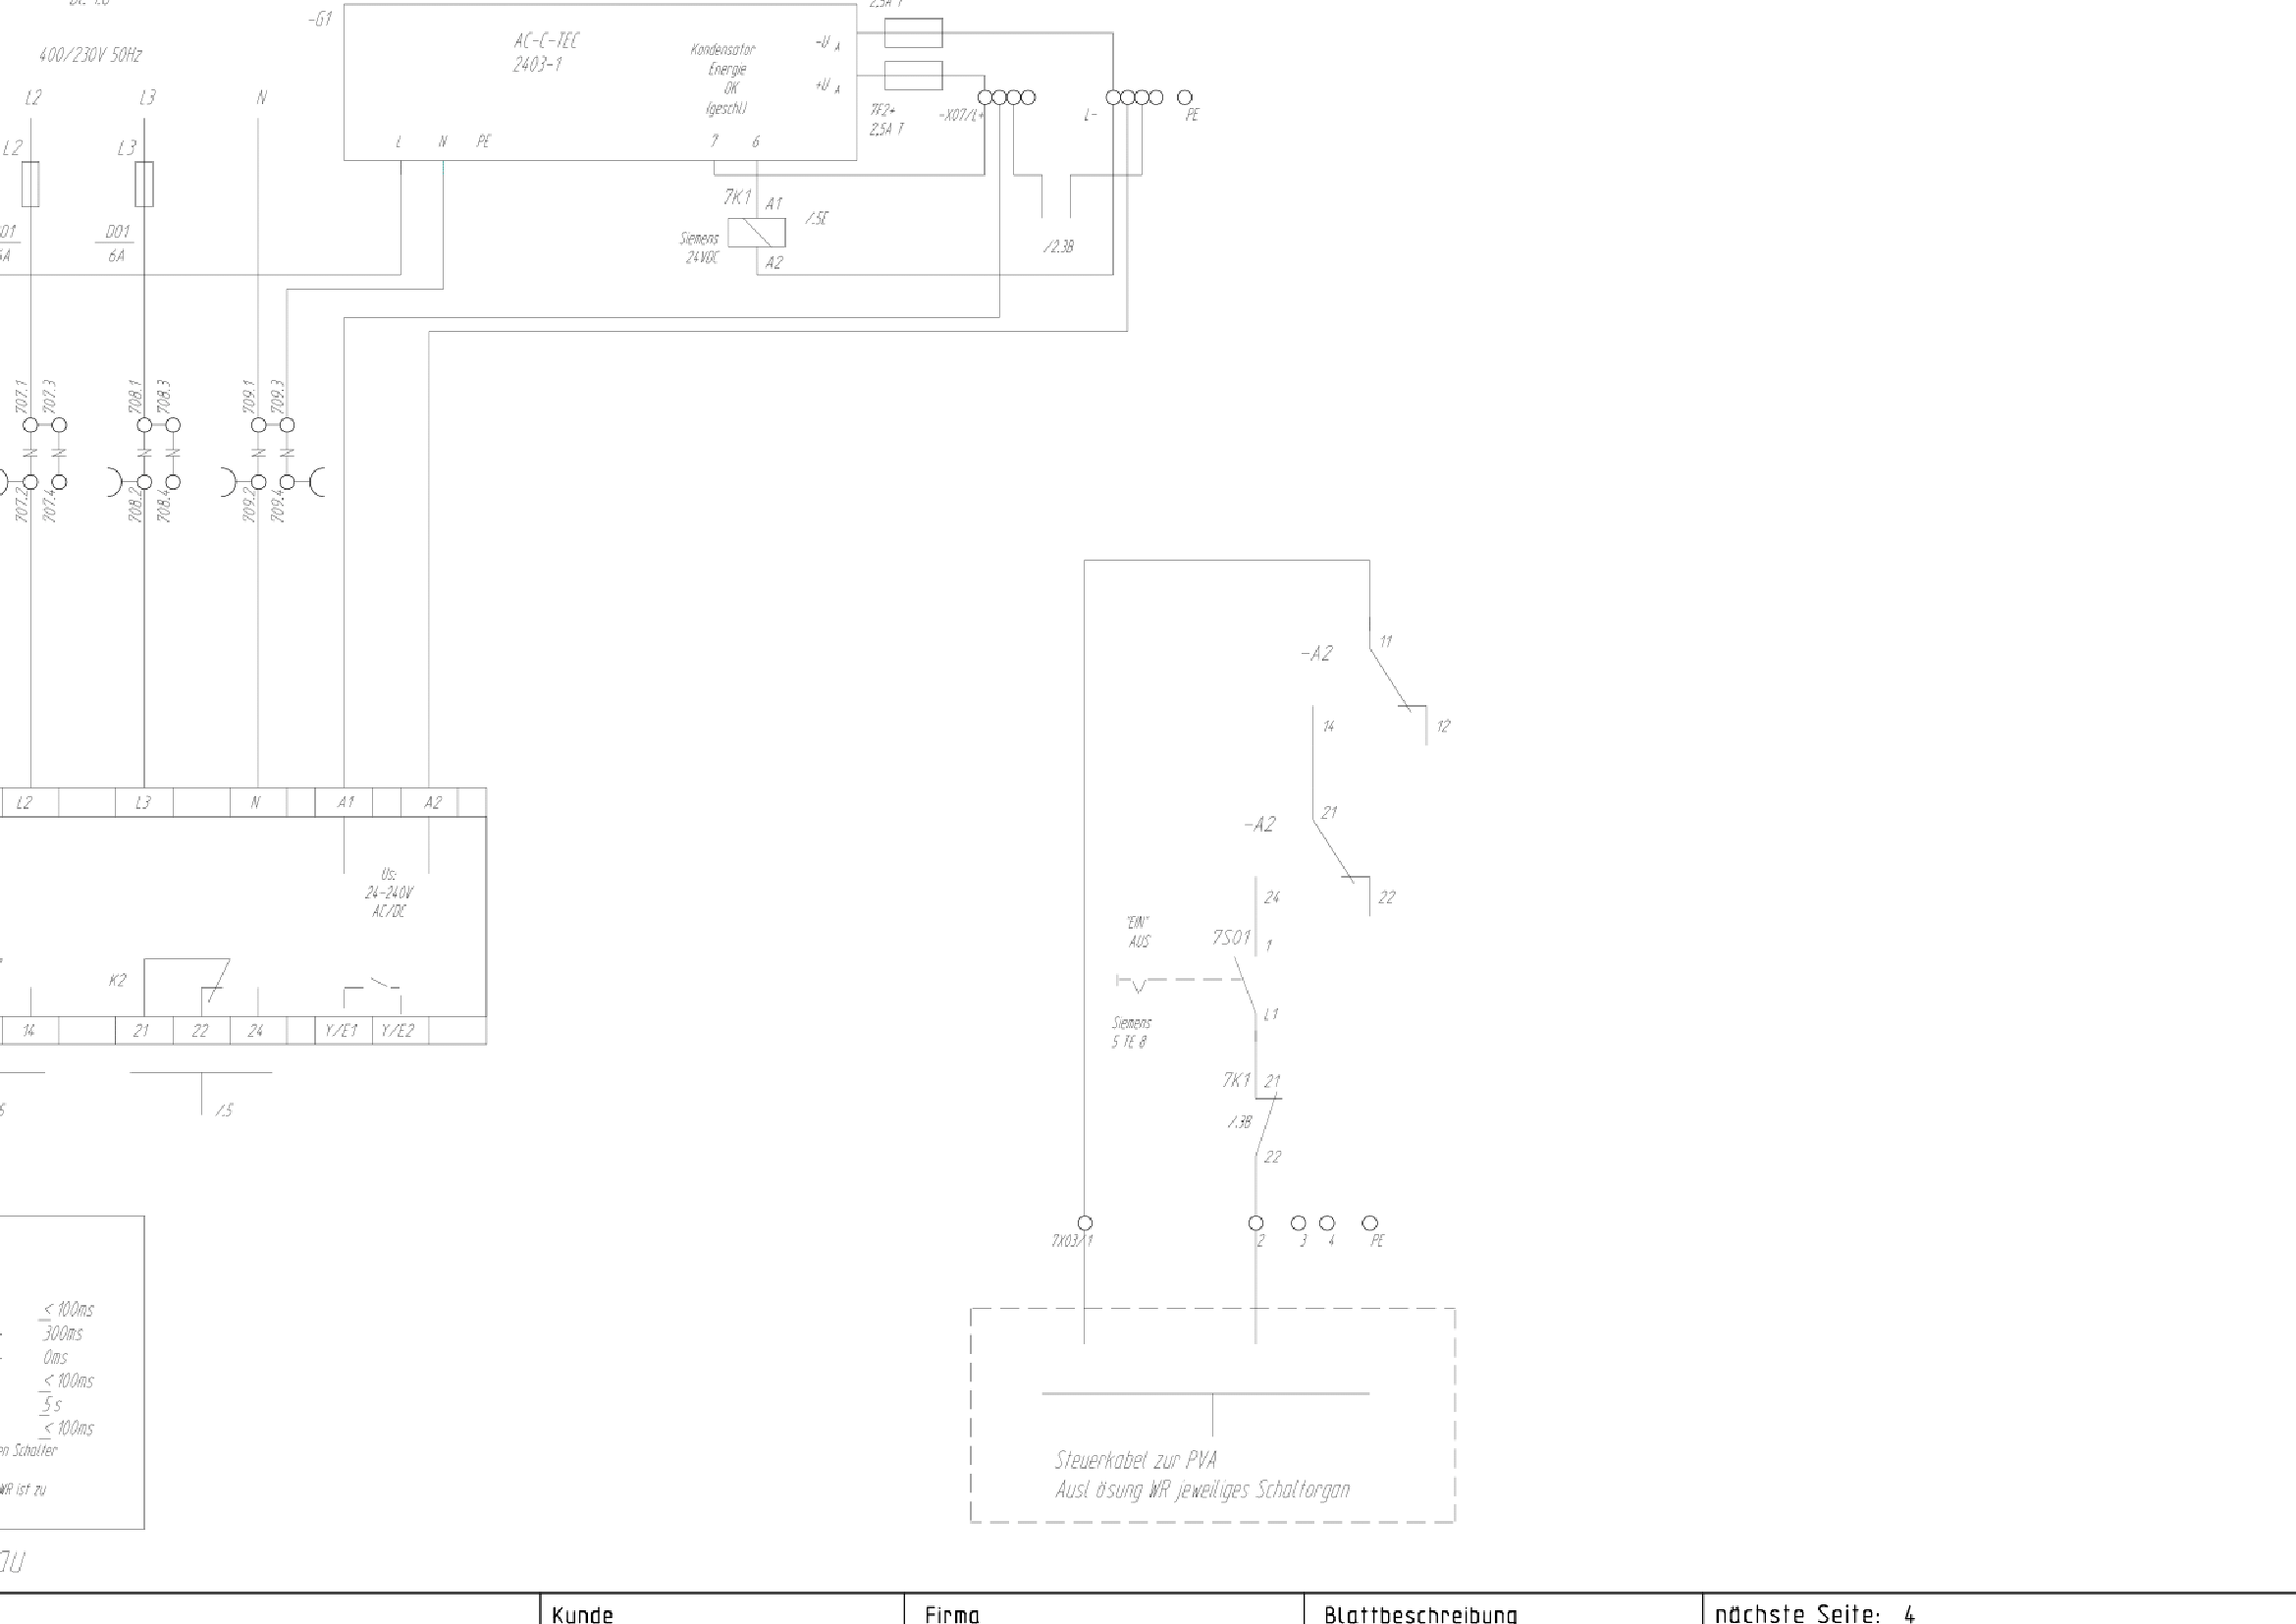 -G1
400/230V 50Hz
AC-C-TEC
2403-1
Kondensator
Energie
OK
(geschl)
-U A
+U A
2,5A T
7F2+
2,5A T
-X07/L+
L-
PE
L2
L3
N
L
N
PE
7
6
L2
L3
D01
6A
7K1
A1
A2
/.5E
Siemens
24VDC
/2.3B
707.1
707.3
708.1
708.3
709.1
709.3
N
N
N
N
N
N
707.2
707.4
708.2
708.4
709.2
709.4
-A2
11
14
12
L2
L3
N
A1
A2
-A2
21
24
22
Us:
24-240V
AC/DC
"EIN"
AUS
7S01
1
L1
Siemens
5 TE 8
K2
14
21
22
24
Y/E1
Y/E2
/.5
7K1
21
/.3B
22
7X03/1
2
3
4
PE
< 100ms
300ms
0ms
< 100ms
5 s
< 100ms
Schalter
WR ist zu
Steuerkabel zur PVA
Ausl ösung WR jeweiliges Schaltorgan
Kunde
Firma
Blattbeschreibung
nächste Seite: 4